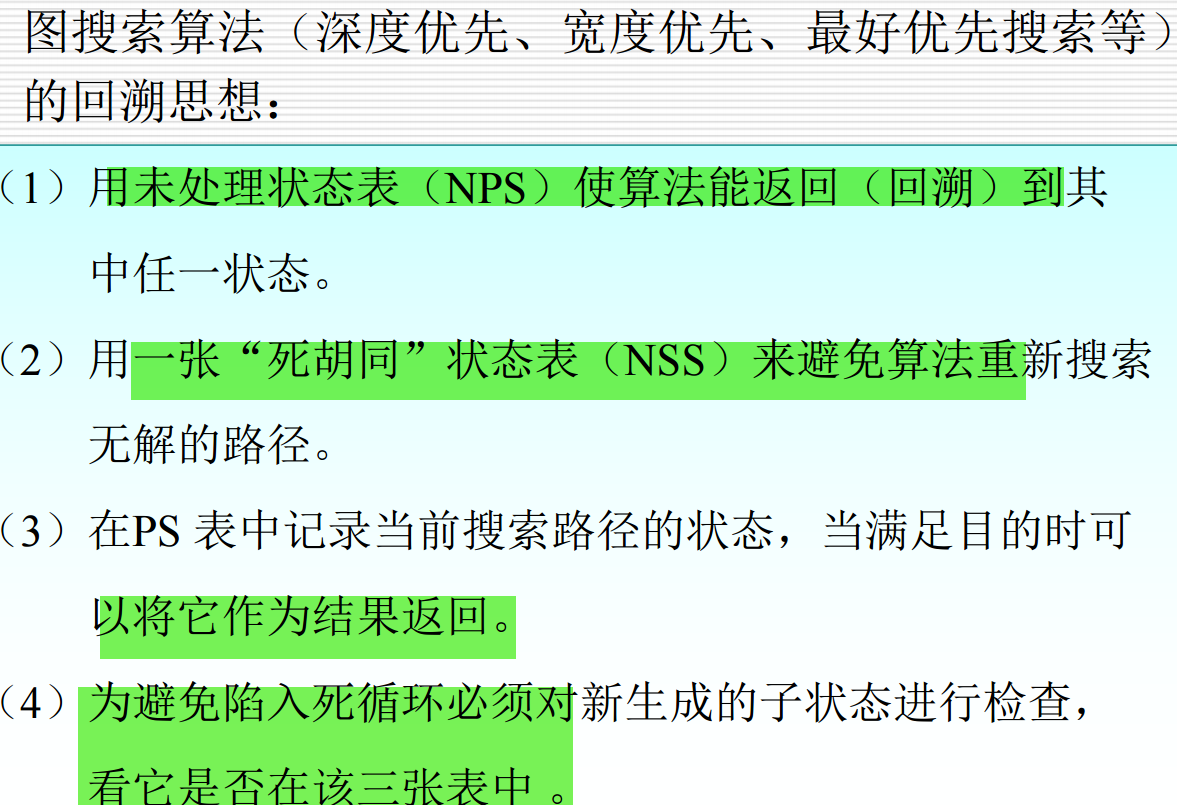 图搜索算法（深度优先、宽度优先、最好优先搜索等）
的回溯思想：
（1）用未处理状态表（NPS）使算法能返回（回溯）到其
中任一状态。
（2）用一张“死胡同”状态表（NSS）来避免算法重新搜索
无解的路径。
（3）在PS 表中记录当前搜索路径的状态，当满足目的时可
以将它作为结果返回。
（4）为避免陷入死循环必须对新生成的子状态进行检查，
看它是否在该三张表中 。